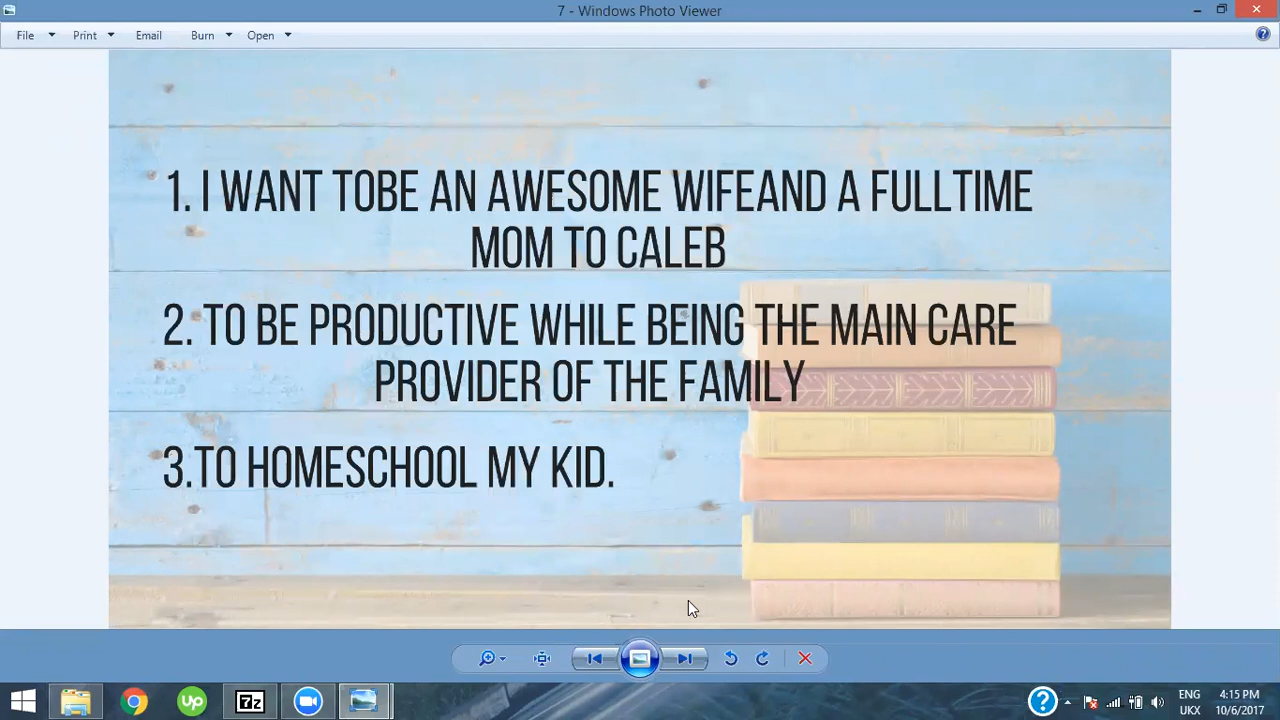 7 - Windows Photo Viewer
File Print Email Burn Open
1. I WANT TOBE AN AWESOME WIFEAND A FULLTIME
MOM TO CALEB
2. TO BE PRODUCTIVE WHILE BEING THE MAIN CARE
PROVIDER OF THE FAMILY
3.TO HOMESCHOOL MY KID.
up 7z ENG 4:15 PM
UKX 10/6/2017